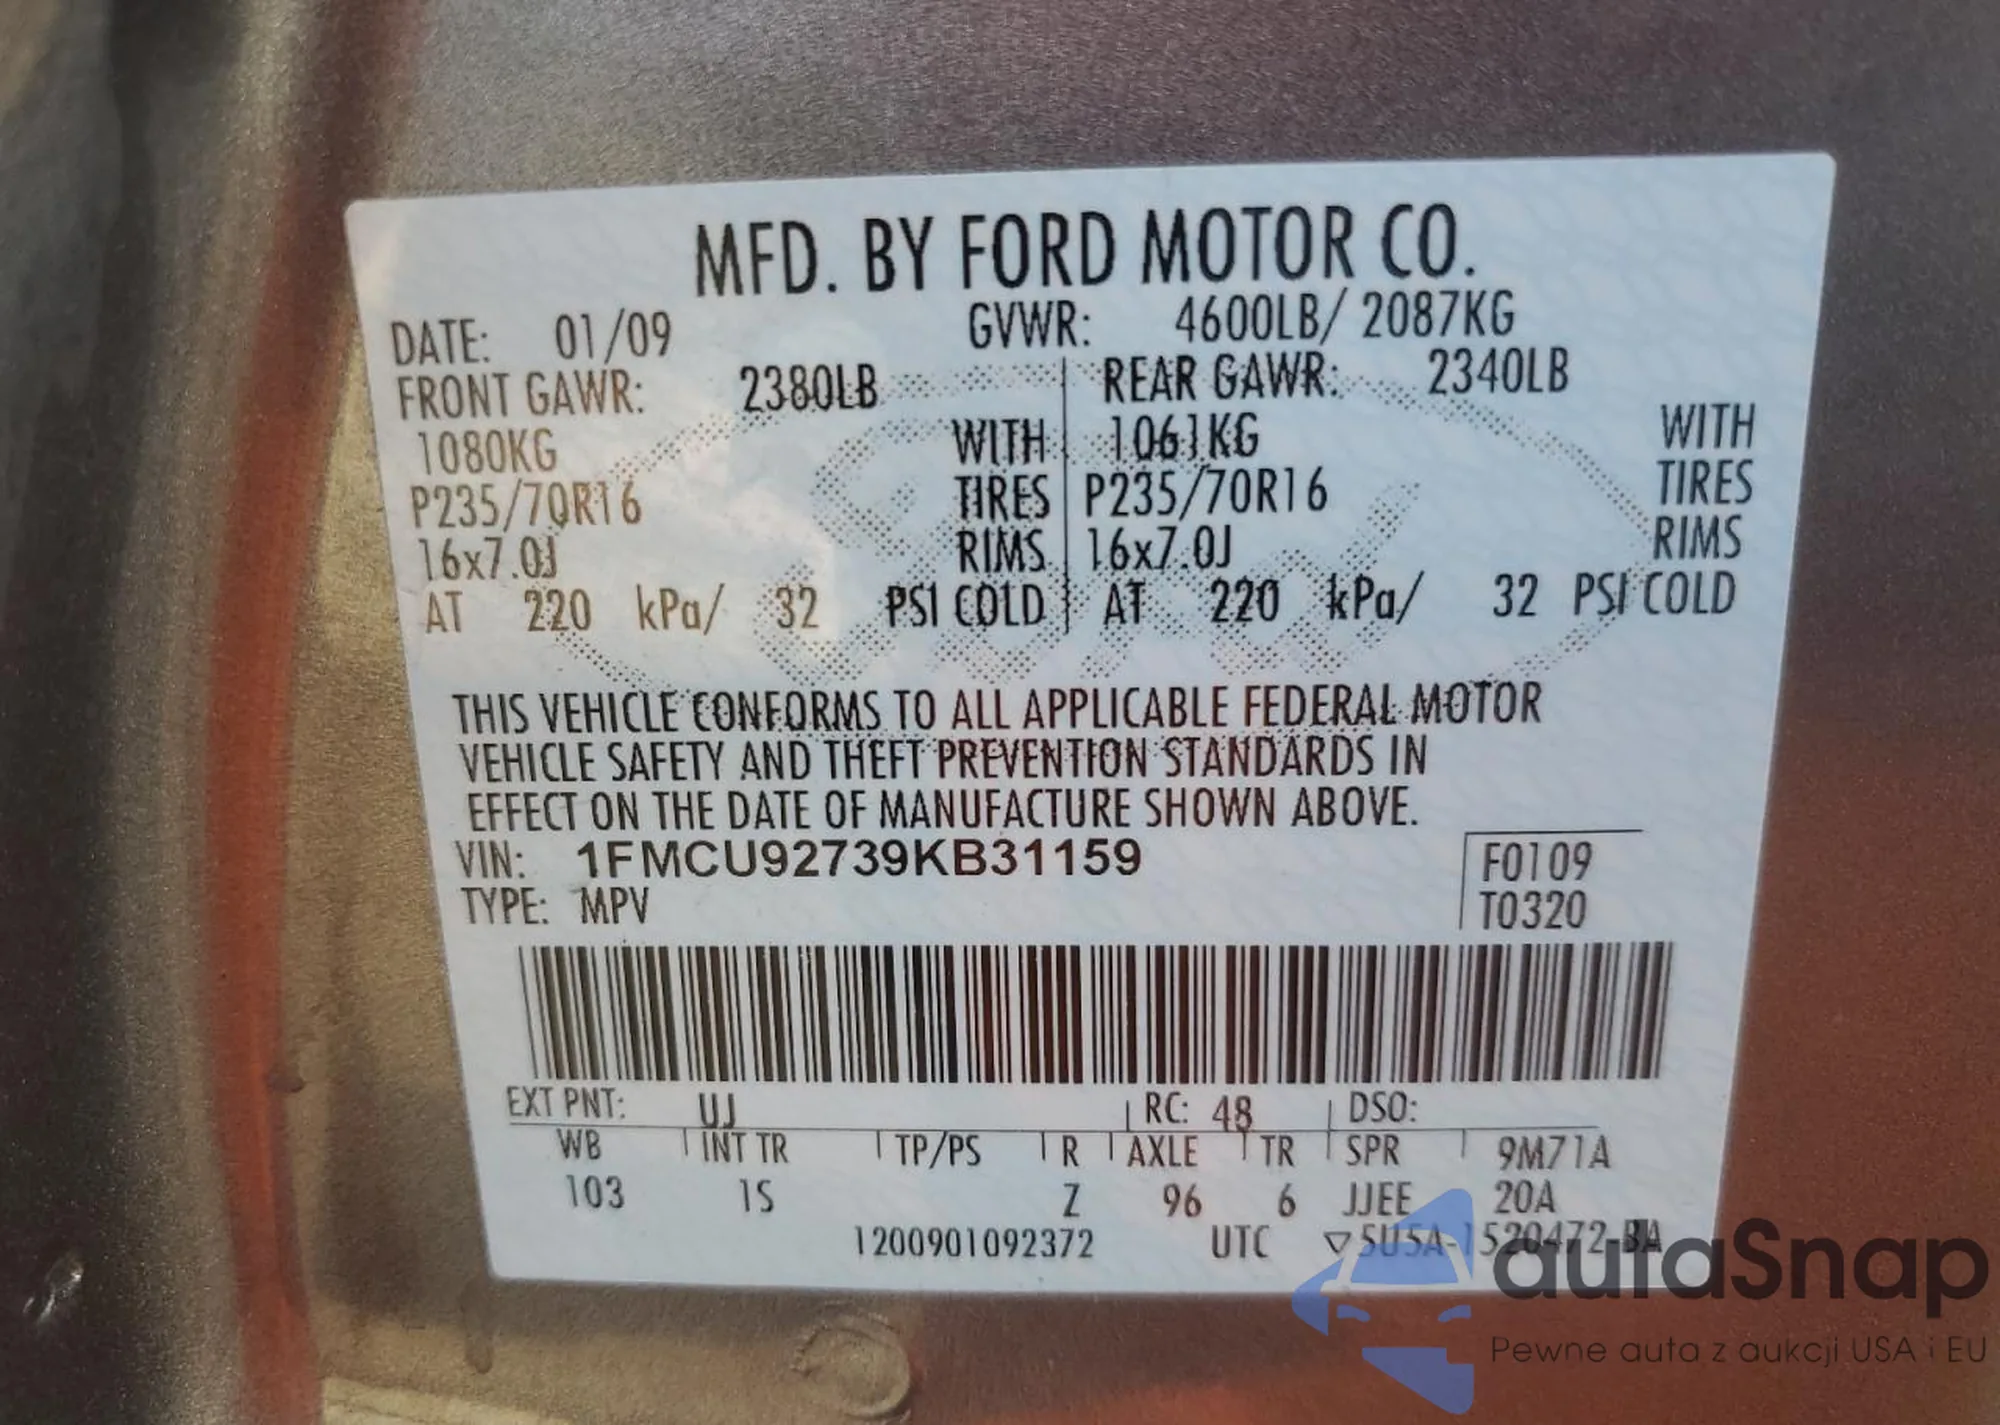 MFD. BY FORD MOTOR CO.
DATE: 01/09 GVWR: 4600LB/ 2087KG
FRONT GAWR: 2380LB REAR GAWR: 2340LB
1080KG WITH 1061KG WITH
P235/70R16 TIRES P235/70R16 TIRES
16x7.0J RIMS 16x7.0J RIMS
AT 220 kPa/ 32 PSI COLD AT 220 kPa/ 32 PSI COLD
THIS VEHICLE CONFORMS TO ALL APPLICABLE FEDERAL MOTOR
VEHICLE SAFETY AND THEFT PREVENTION STANDARDS IN
EFFECT ON THE DATE OF MANUFACTURE SHOWN ABOVE.
VIN: 1FMCU92739KB31159 F0109
TYPE: MPV T0320
EXT PNT: UJ RC: 48 DSO:
WB INT TR TP/PS R AXLE TR SPR 9M71A
103 1S Z 96 6 JJEE 20A
1200901092372 UTC ▽5U5A-1520472-BA
autaSnap
Pewne auta z aukcji USA i EU